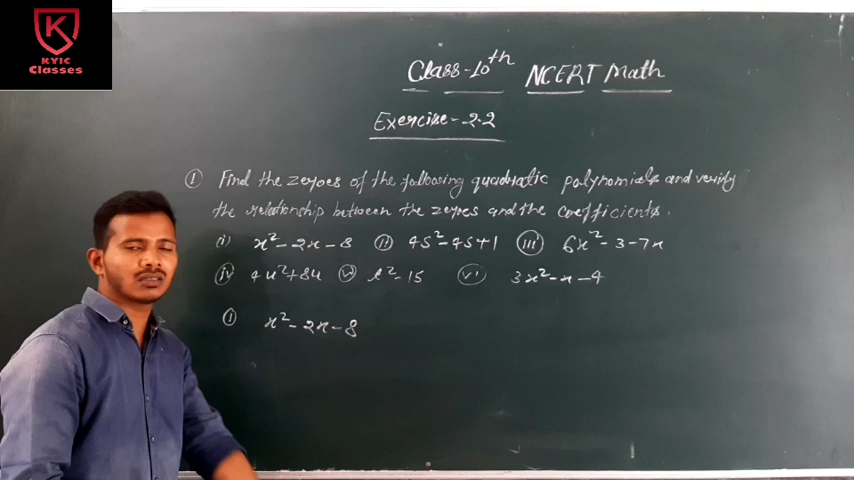 KYIC
Classes
Class-10th NCERT Math
Exercise-2.2
① Find the zeroes of the following quadratic polynomials and verify
the relationship between the zeroes and the coefficients.
(i) x²-2x-8 (ii) 4s²-4s+1 (iii) 6x²-3-7x
(iv) 4u²+8u (v) t²-15 (vi) 3x²-x-4
(i) x²-2x-8